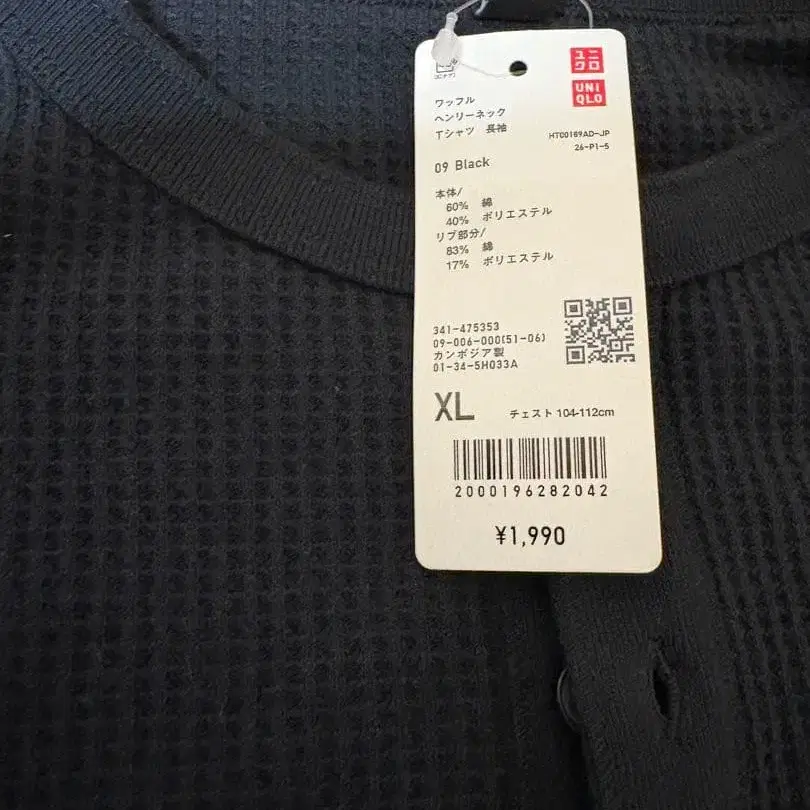 ユニ
クロ
UNI
QLO
ワッフル
ヘンリーネック
Tシャツ 長袖
HTC0189AD-JP
26-P1-5
09 Black
本体/
60% 綿
40% ポリエステル
リブ部分/
83% 綿
17% ポリエステル
341-475353
09-006-000(51-06)
カンボジア製
01-34-5H033A
XL チェスト 104-112cm
2000196282042
¥1,990